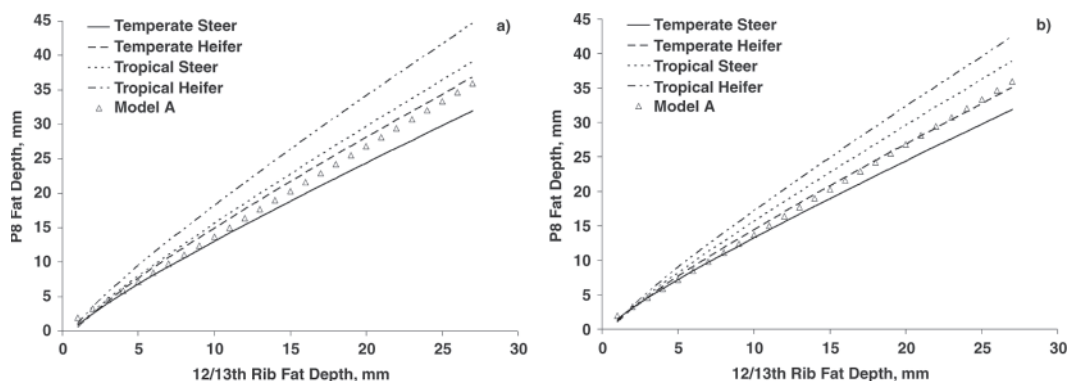 45
40
35
30
25
20
15
10
5
0
P8 Fat Depth, mm
Temperate Steer
Temperate Heifer
Tropical Steer
Tropical Heifer
Model A
a)
0 5 10 15 20 25 30
12/13th Rib Fat Depth, mm
45
40
35
30
25
20
15
10
5
0
P8 Fat Depth, mm
Temperate Steer
Temperate Heifer
Tropical Steer
Tropical Heifer
Model A
b)
0 5 10 15 20 25 30
12/13th Rib Fat Depth, mm